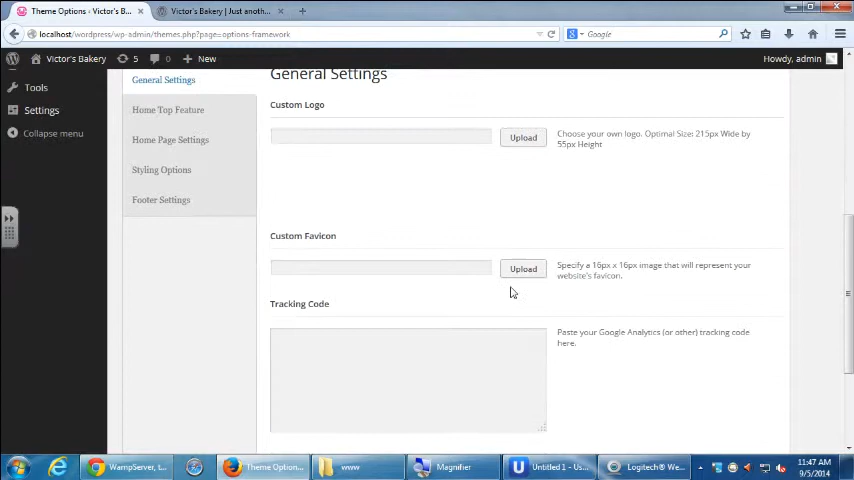 Theme Options - Victor's B...
Victor's Bakery | Just anoth...
localhost/wordpress/wp-admin/themes.php?page=options-framework
Google
Victor's Bakery
5
0
New
Howdy, admin
Tools
Settings
Collapse menu
General Settings
Home Top Feature
Home Page Settings
Styling Options
Footer Settings
General Settings
Custom Logo
Upload
Choose your own logo. Optimal Size: 215px Wide by
55px Height
Custom Favicon
Upload
Specify a 16px x 16px image that will represent your
website's favicon.
Tracking Code
Paste your Google Analytics (or other) tracking code
here.
WampServer, t...
Theme Option...
www
Magnifier
Untitled 1 - Us...
Logitech® We...
11:47 AM
9/5/2014